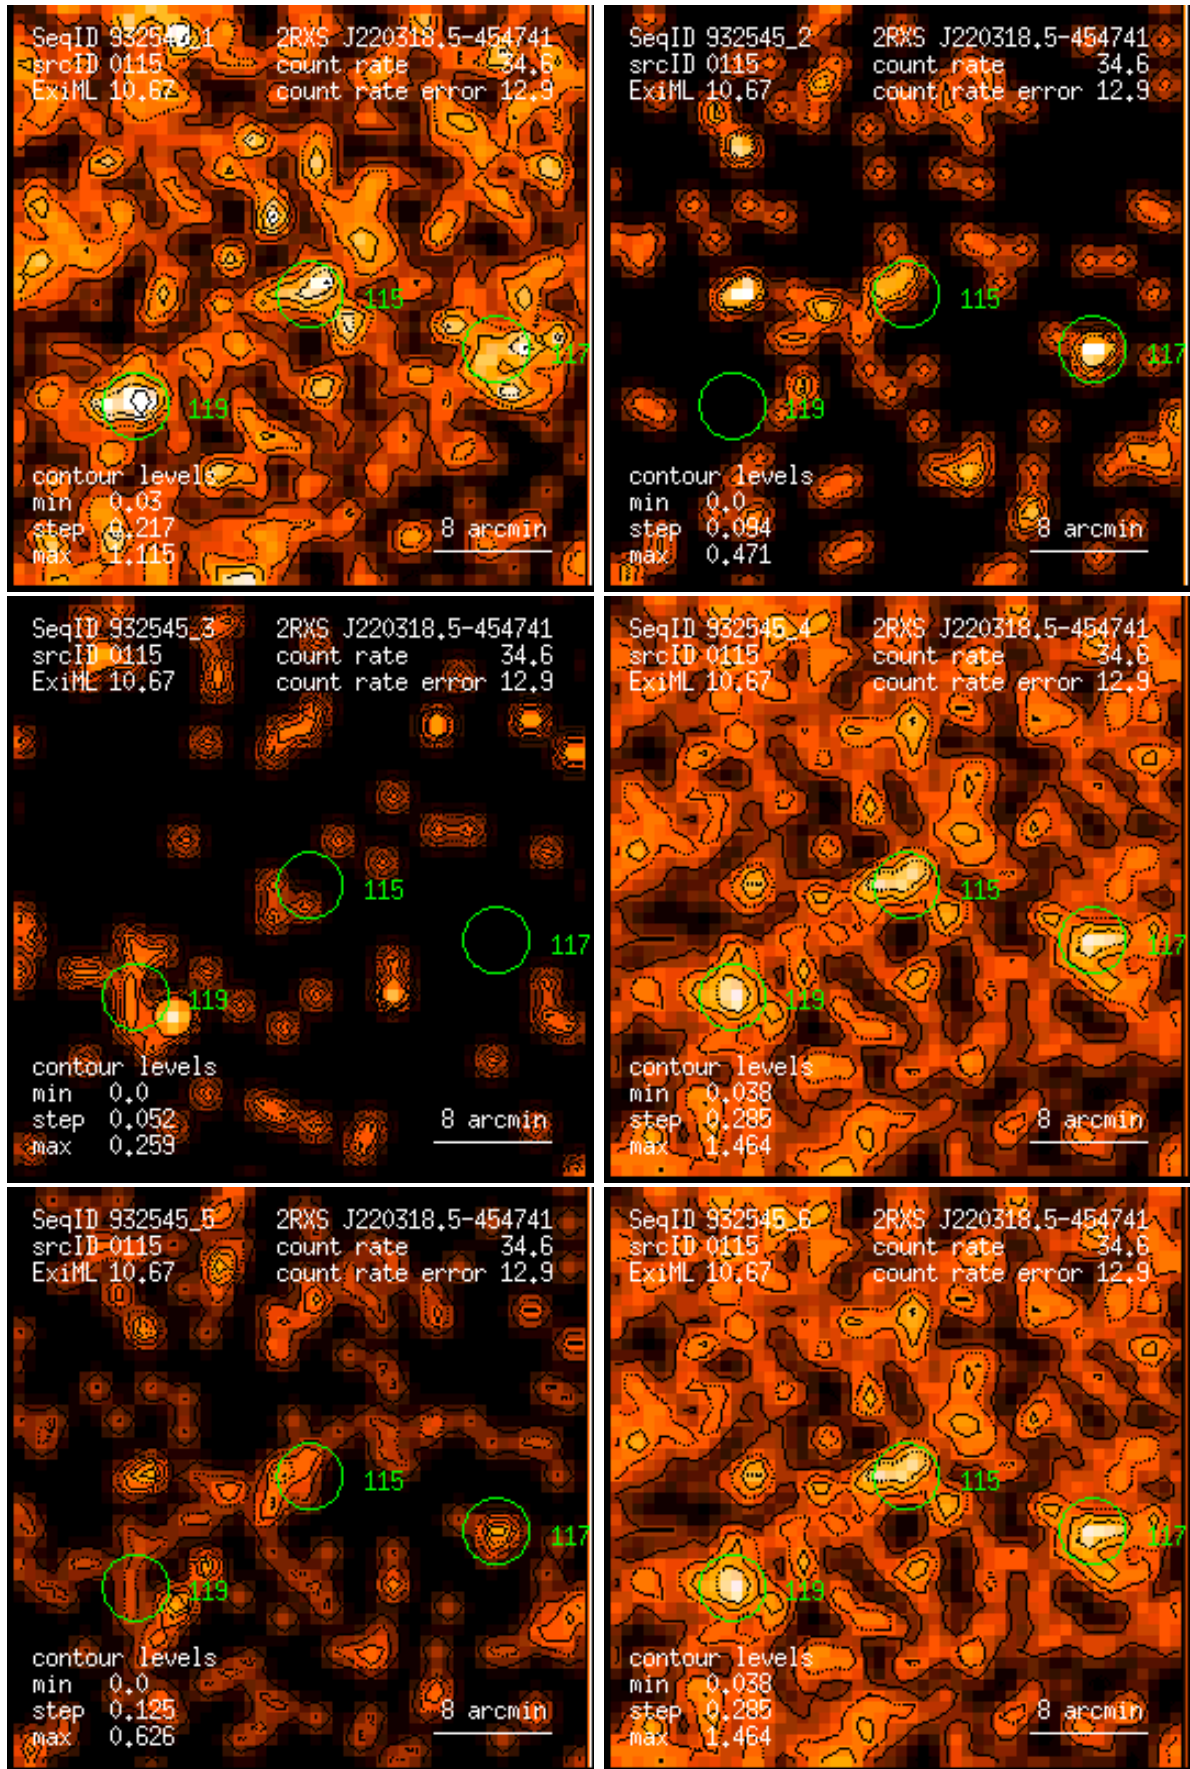 SeqID 932545_1 2RXS J220318.5-454741
srcID 0115 count rate 34.6
ExiML 10.67 count rate error 12.9
115
117
119
contour levels
min 0.03
step 0.217
max 1.115
8 arcmin
SeqID 932545_2 2RXS J220318.5-454741
srcID 0115 count rate 34.6
ExiML 10.67 count rate error 12.9
115
117
119
contour levels
min 0.0
step 0.094
max 0.471
8 arcmin
SeqID 932545_3 2RXS J220318.5-454741
srcID 0115 count rate 34.6
ExiML 10.67 count rate error 12.9
115
117
119
contour levels
min 0.0
step 0.052
max 0.259
8 arcmin
SeqID 932545_4 2RXS J220318.5-454741
srcID 0115 count rate 34.6
ExiML 10.67 count rate error 12.9
115
117
119
contour levels
min 0.038
step 0.285
max 1.464
8 arcmin
SeqID 932545_5 2RXS J220318.5-454741
srcID 0115 count rate 34.6
ExiML 10.67 count rate error 12.9
115
117
119
contour levels
min 0.0
step 0.125
max 0.626
8 arcmin
SeqID 932545_6 2RXS J220318.5-454741
srcID 0115 count rate 34.6
ExiML 10.67 count rate error 12.9
115
117
119
contour levels
min 0.038
step 0.285
max 1.464
8 arcmin